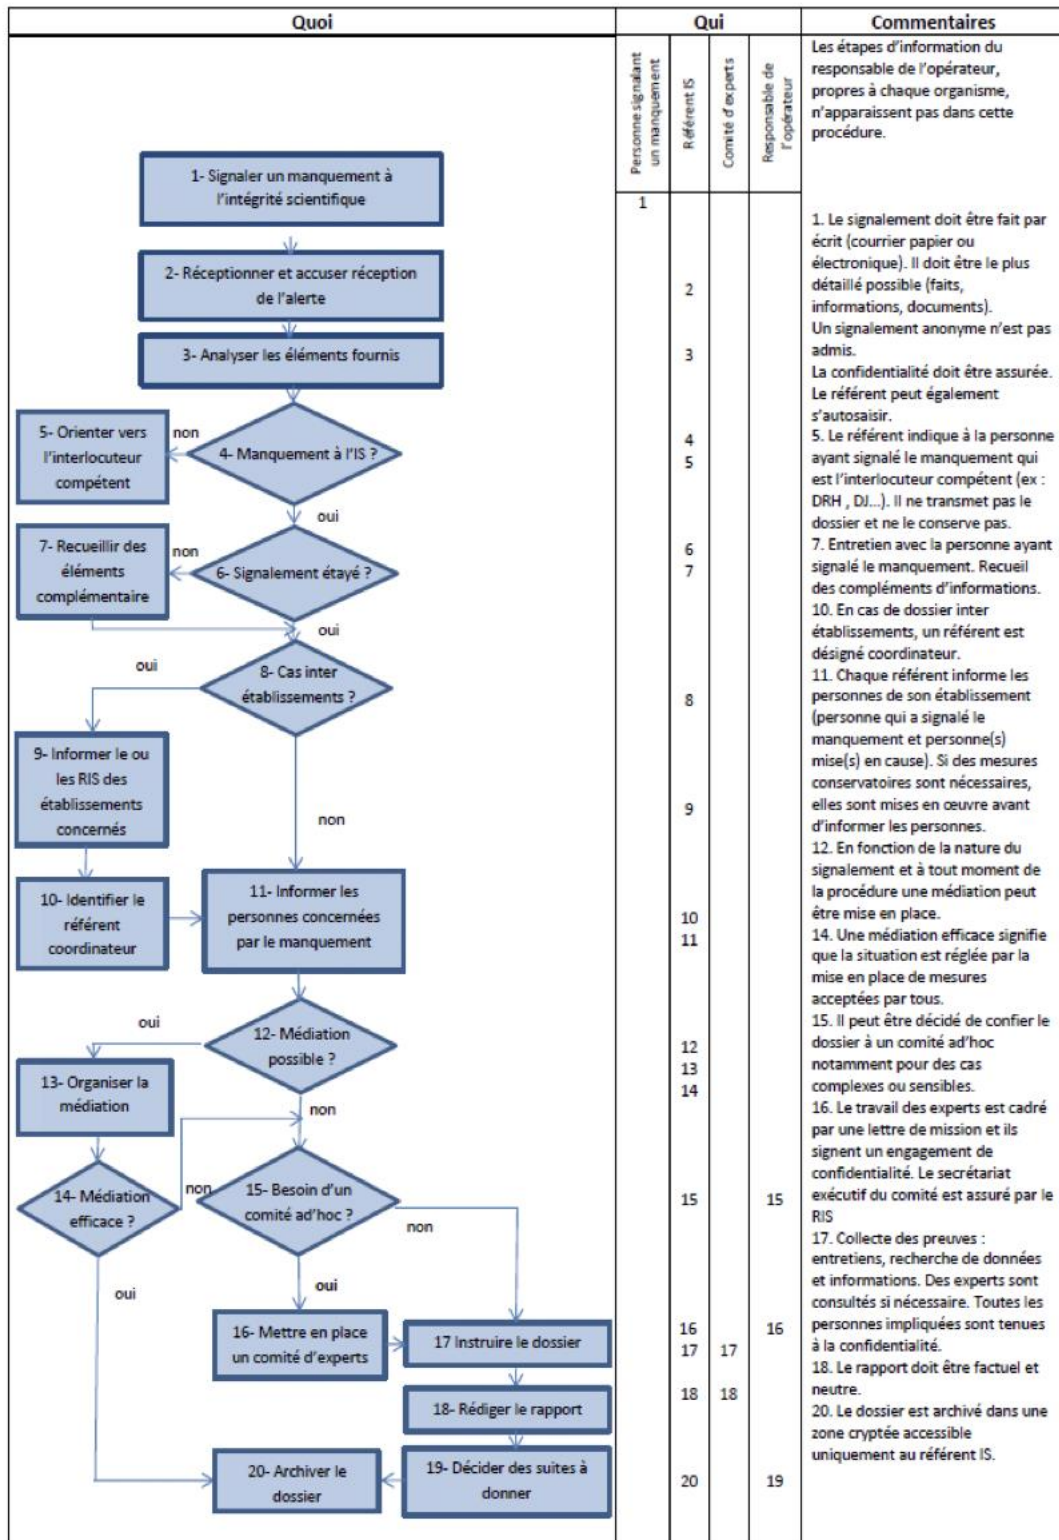 Quoi
Qui
Commentaires
Personne signalant
un manquement
Référent IS
Comité d'experts
Responsable de
l'opérateur
Les étapes d'information du
responsable de l'opérateur,
propres à chaque organisme,
n'apparaissent pas dans cette
procédure.
1- Signaler un manquement à
l'intégrité scientifique
2- Réceptionner et accuser réception
de l'alerte
3- Analyser les éléments fournis
4- Manquement à l'IS ?
non
5- Orienter vers
l'interlocuteur
compétent
oui
6- Signalement étayé ?
non
7- Recueillir des
éléments
complémentaire
oui
8- Cas inter
établissements ?
oui
9- Informer le ou
les RIS des
établissements
concernés
non
10- Identifier le
référent
coordinateur
11- Informer les
personnes concernées
par le manquement
12- Médiation
possible ?
oui
13- Organiser la
médiation
non
14- Médiation
efficace ?
non
15- Besoin d'un
comité ad'hoc ?
non
oui
oui
16- Mettre en place
un comité d'experts
17 Instruire le dossier
18- Rédiger le rapport
19- Décider des suites à
donner
20- Archiver le
dossier
1
2
3
4
5
6
7
8
9
10
11
12
13
14
15 15
16 16
17 17
18 18
20 19
1. Le signalement doit être fait par
écrit (courrier papier ou
électronique). Il doit être le plus
détaillé possible (faits,
informations, documents).
Un signalement anonyme n'est pas
admis.
La confidentialité doit être assurée.
Le référent peut également
s'autosaisir.
5. Le référent indique à la personne
ayant signalé le manquement qui
est l'interlocuteur compétent (ex :
DRH , DJ...). Il ne transmet pas le
dossier et ne le conserve pas.
7. Entretien avec la personne ayant
signalé le manquement. Recueil
des compléments d'informations.
10. En cas de dossier inter
établissements, un référent est
désigné coordinateur.
11. Chaque référent informe les
personnes de son établissement
(personne qui a signalé le
manquement et personne(s)
mise(s) en cause). Si des mesures
conservatoires sont nécessaires,
elles sont mises en œuvre avant
d'informer les personnes.
12. En fonction de la nature du
signalement et à tout moment de
la procédure une médiation peut
être mise en place.
14. Une médiation efficace signifie
que la situation est réglée par la
mise en place de mesures
acceptées par tous.
15. Il peut être décidé de confier le
dossier à un comité ad'hoc
notamment pour des cas
complexes ou sensibles.
16. Le travail des experts est cadré
par une lettre de mission et ils
signent un engagement de
confidentialité. Le secrétariat
exécutif du comité est assuré par le
RIS
17. Collecte des preuves :
entretiens, recherche de données
et informations. Des experts sont
consultés si nécessaire. Toutes les
personnes impliquées sont tenues
à la confidentialité.
18. Le rapport doit être factuel et
neutre.
20. Le dossier est archivé dans une
zone cryptée accessible
uniquement au référent IS.